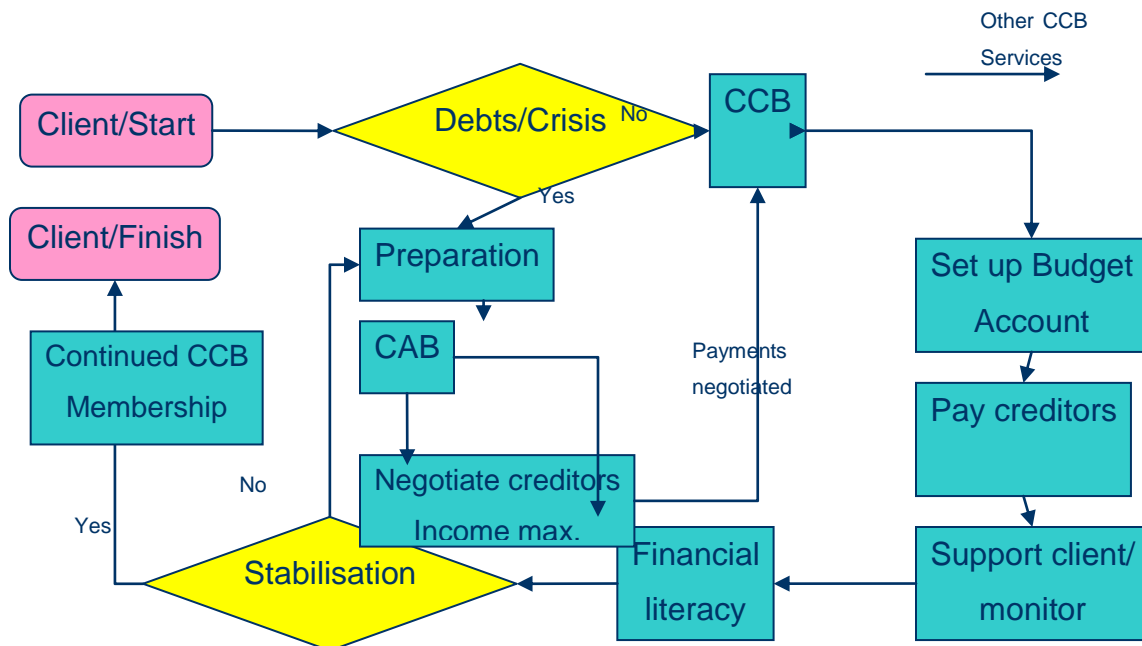 Other CCB
Services
Client/Start
Debts/Crisis
No
CCB
Yes
Client/Finish
Preparation
Set up Budget
Account
Continued CCB
Membership
CAB
Payments
negotiated
Pay creditors
No
Negotiate creditors
Income max.
Yes
Stabilisation
Financial
literacy
Support client/
monitor